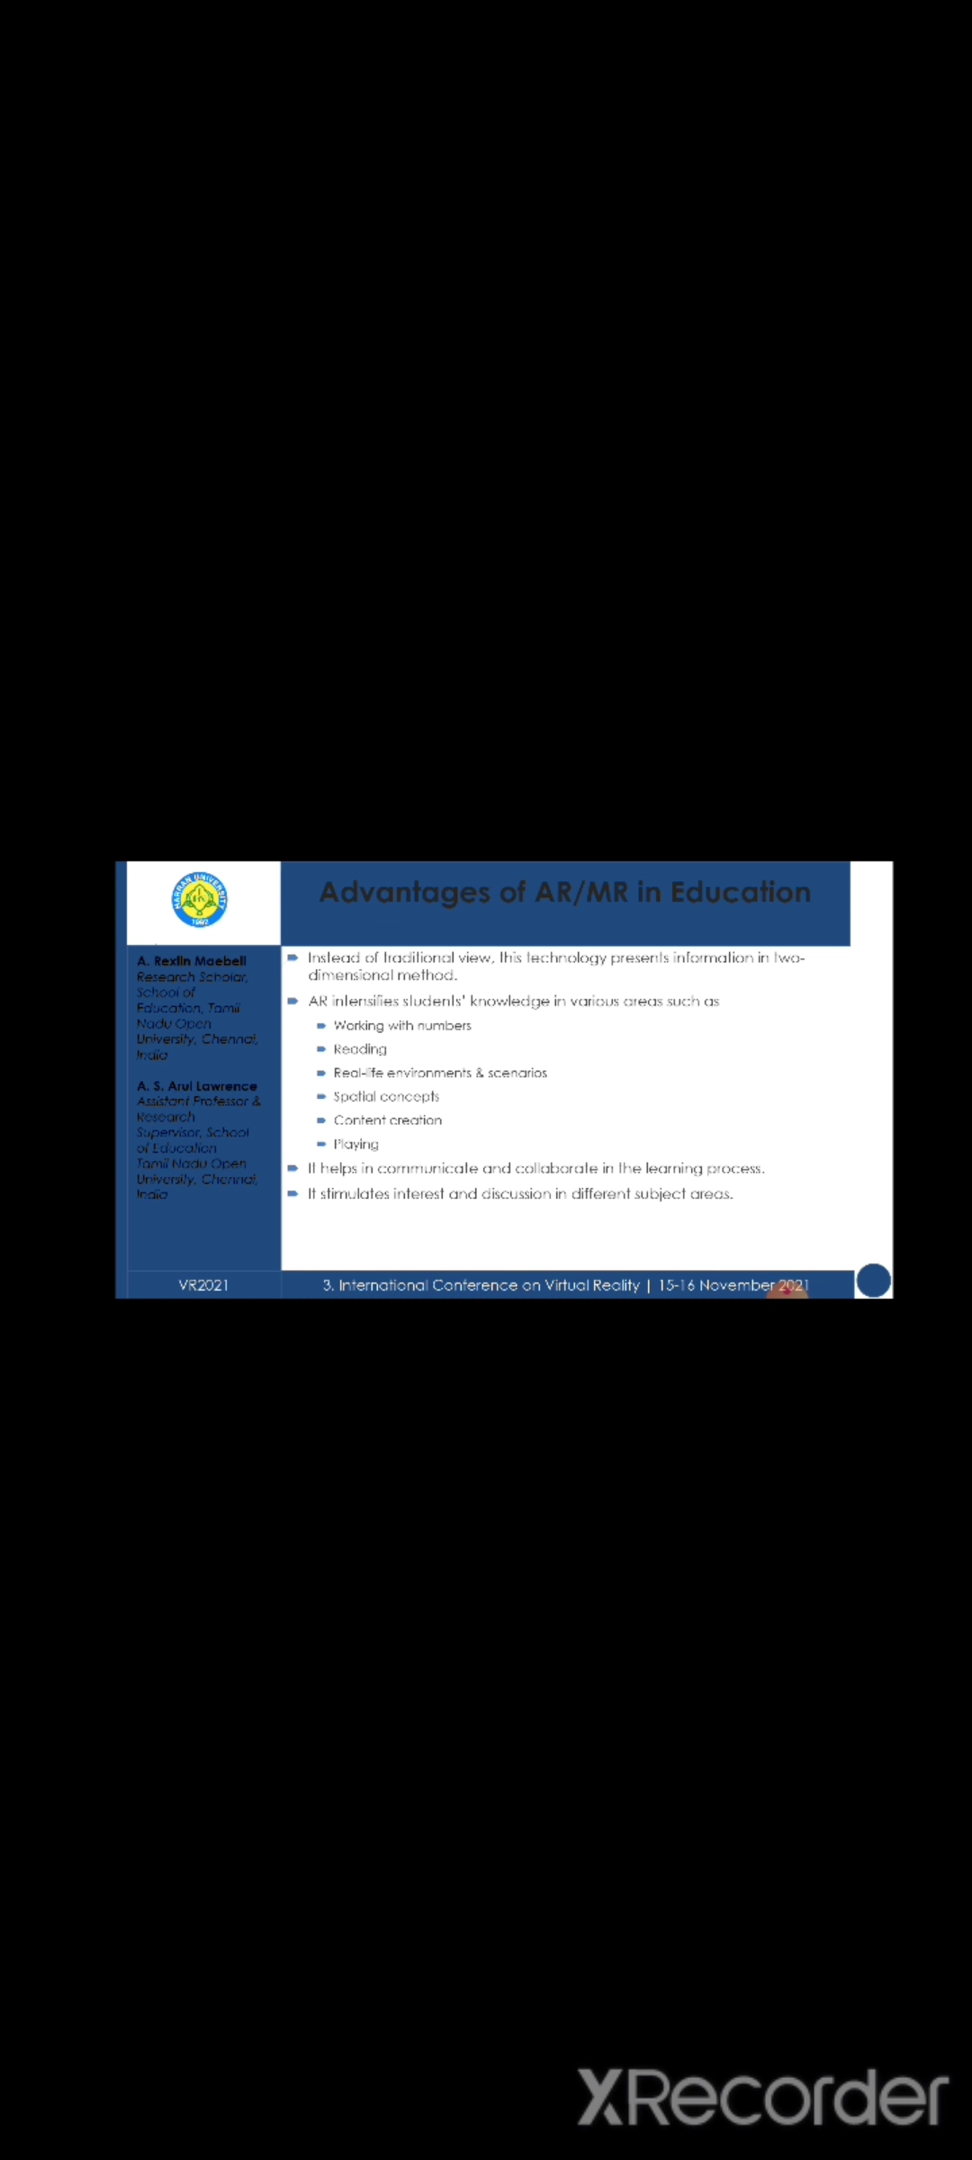 HARRAN UNIVERSITY
1992
Advantages of AR/MR in Education
A. Rexlin Maebell
Research Scholar,
School of
Education, Tamil
Nadu Open
University, Chennai,
India
A. S. Arul Lawrence
Assistant Professor &
Research
Supervisor, School
of Education
Tamil Nadu Open
University, Chennai,
India
Instead of traditional view, this technology presents information in two-
dimensional method.
AR intensifies students' knowledge in various areas such as
Working with numbers
Reading
Real-life environments & scenarios
Spatial concepts
Content creation
Playing
It helps in communicate and collaborate in the learning process.
It stimulates interest and discussion in different subject areas.
VR2021
3. International Conference on Virtual Reality | 15-16 November 2021
XRecorder